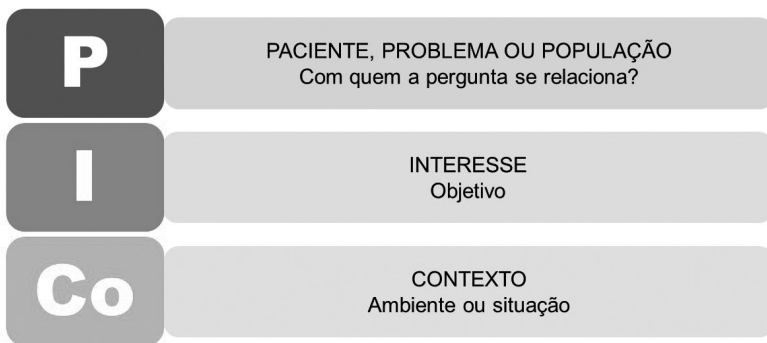 P
PACIENTE, PROBLEMA OU POPULAÇÃO
Com quem a pergunta se relaciona?
I
INTERESSE
Objetivo
Co
CONTEXTO
Ambiente ou situação